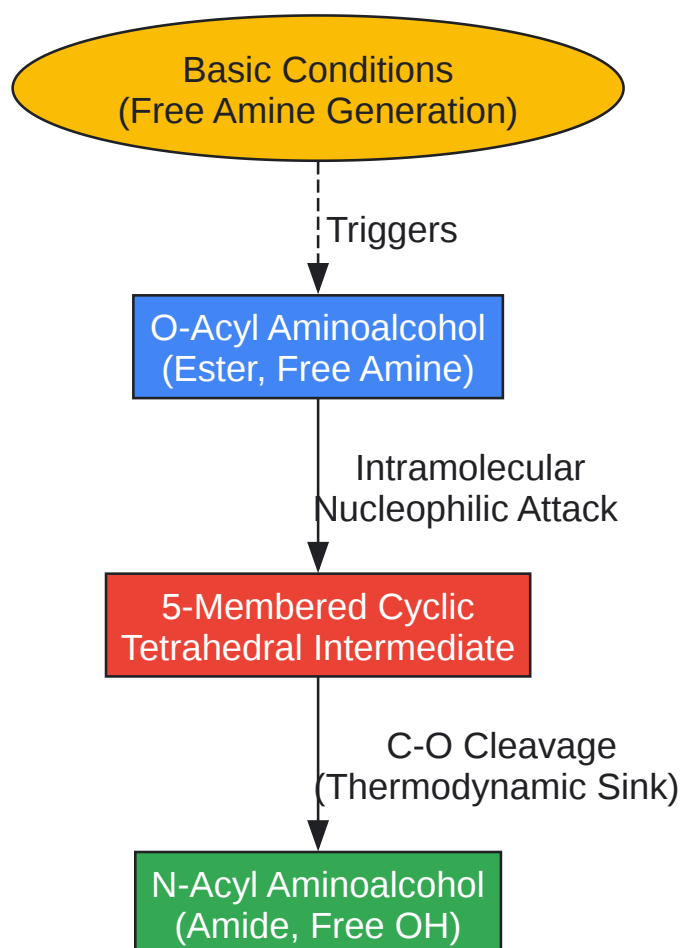 Basic Conditions
(Free Amine Generation)
Triggers
O-Acyl Aminoalcohol
(Ester, Free Amine)
Intramolecular
Nucleophilic Attack
5-Membered Cyclic
Tetrahedral Intermediate
C-O Cleavage
(Thermodynamic Sink)
N-Acyl Aminoalcohol
(Amide, Free OH)